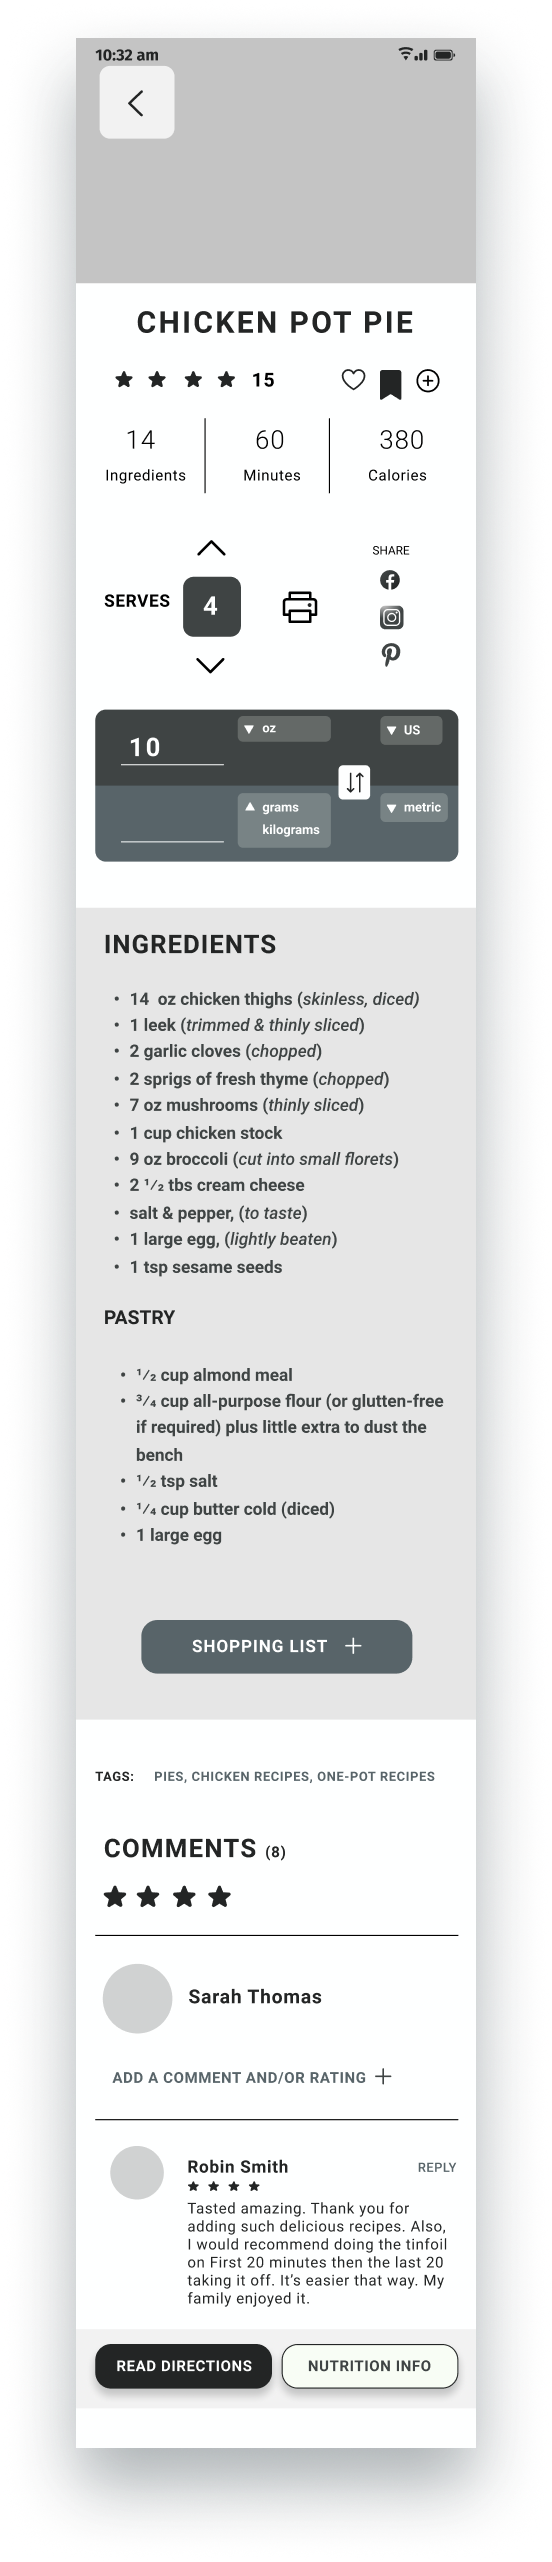 10:32 am
CHICKEN POT PIE
15
14 60 380
Ingredients Minutes Calories
SHARE
SERVES 4
10 oz US
grams metric
kilograms
INGREDIENTS
• 14 oz chicken thighs (skinless, diced)
• 1 leek (trimmed & thinly sliced)
• 2 garlic cloves (chopped)
• 2 sprigs of fresh thyme (chopped)
• 7 oz mushrooms (thinly sliced)
• 1 cup chicken stock
• 9 oz broccoli (cut into small florets)
• 2 ¹/₂ tbs cream cheese
• salt & pepper, (to taste)
• 1 large egg, (lightly beaten)
• 1 tsp sesame seeds
PASTRY
• ¹/₂ cup almond meal
• ³/₄ cup all-purpose flour (or gluten-free
if required) plus little extra to dust the
bench
• ¹/₂ tsp salt
• ¹/₄ cup butter cold (diced)
• 1 large egg
SHOPPING LIST +
TAGS: PIES, CHICKEN RECIPES, ONE-POT RECIPES
COMMENTS (8)
Sarah Thomas
ADD A COMMENT AND/OR RATING +
Robin Smith REPLY
Tasted amazing. Thank you for
adding such delicious recipes. Also,
I would recommend doing the tinfoil
on First 20 minutes then the last 20
taking it off. It's easier that way. My
family enjoyed it.
READ DIRECTIONS NUTRITION INFO